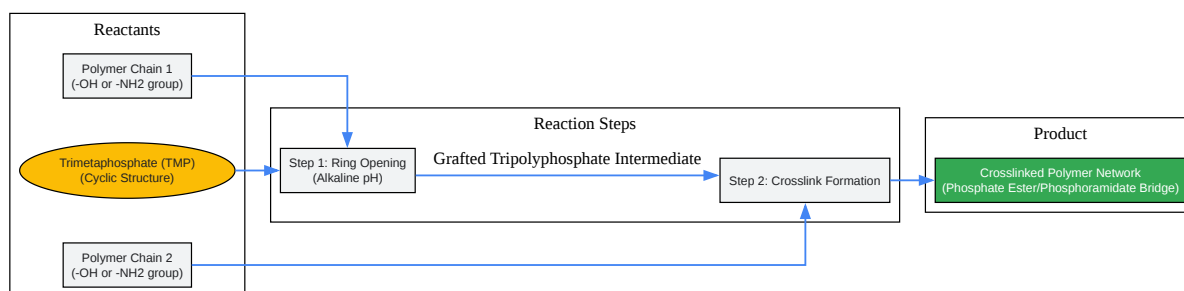 Reactants
Polymer Chain 1
(-OH or -NH2 group)
Trimetaphosphate (TMP)
(Cyclic Structure)
Polymer Chain 2
(-OH or -NH2 group)
Reaction Steps
Step 1: Ring Opening
(Alkaline pH)
Grafted Tripolyphosphate Intermediate
Step 2: Crosslink Formation
Product
Crosslinked Polymer Network
(Phosphate Ester/Phosphoramidate Bridge)